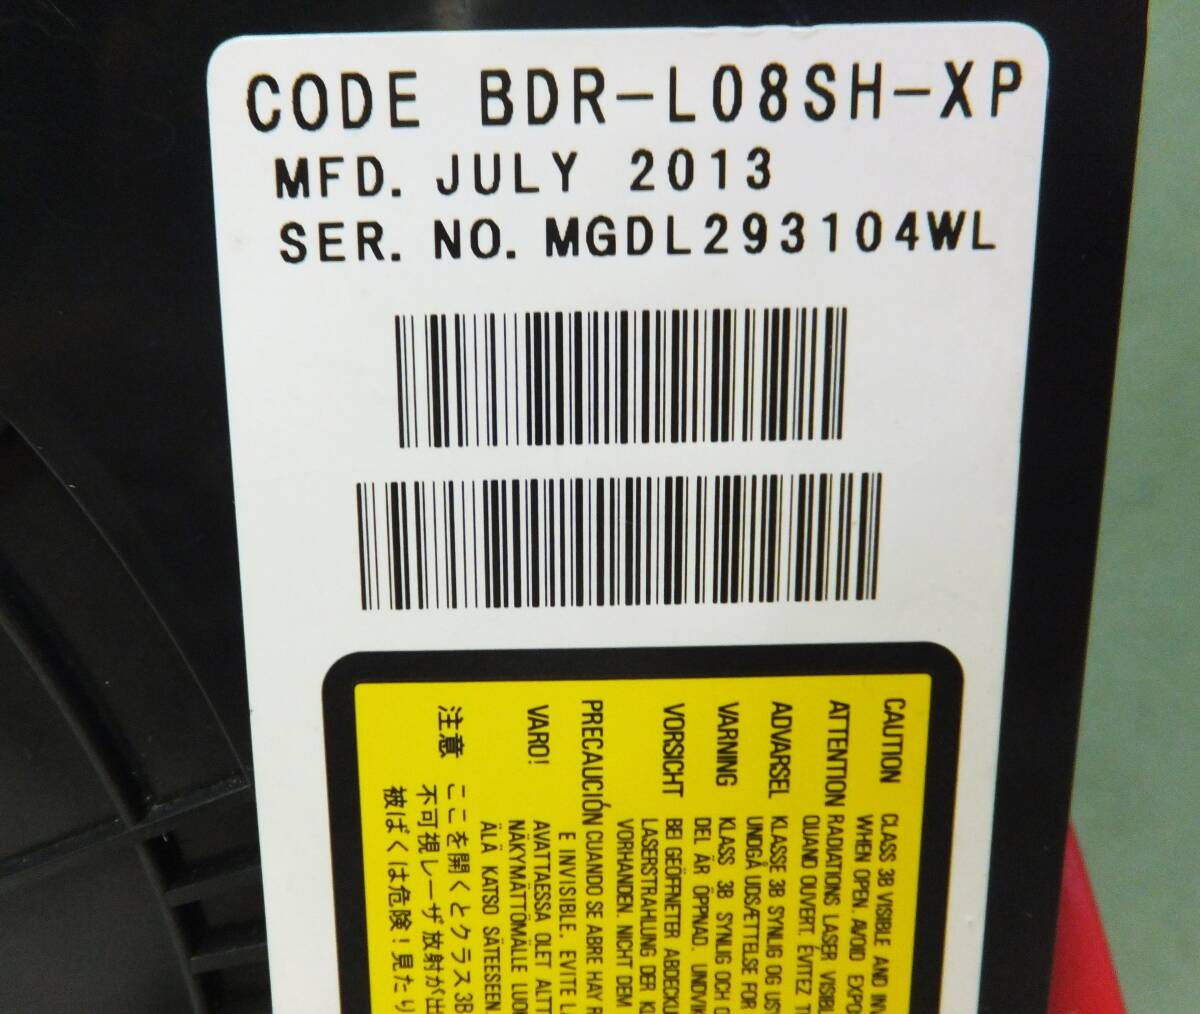 CODE BDR-L08SH-XP
MFD. JULY 2013
SER. NO. MGDL293104WL
CAUTION CLASS 3B VISIBLE AND
WHEN OPEN. AVOID
ATTENTION RADIATIONS LASER
QUAND OUVERT. ÉVITEZ
ADVARSEL KLASSE 3B SYNLIG OG
UNDGÅ UDSÆTTELSE FOR
VARNING KLASS 3B SYNLIG OCH
DEL ÄR ÖPPNAD.
VORSICHT BEI GEÖFFNETER
LASERSTRAHLUNG DER
VORHANDEN. NICHT DEM
PRECAUCIÓN CUANDO SE ABRE HAY
E INVISIBLE. EVITE
VARO! AVATTAESSA OLET
NÄKYMÄTTÖMÄLLE
ÄLÄ KATSO SÄTEESEEN
注意 ここを開くとクラス3B
不可視レーザ放射が出
被ばくは危険!見たり